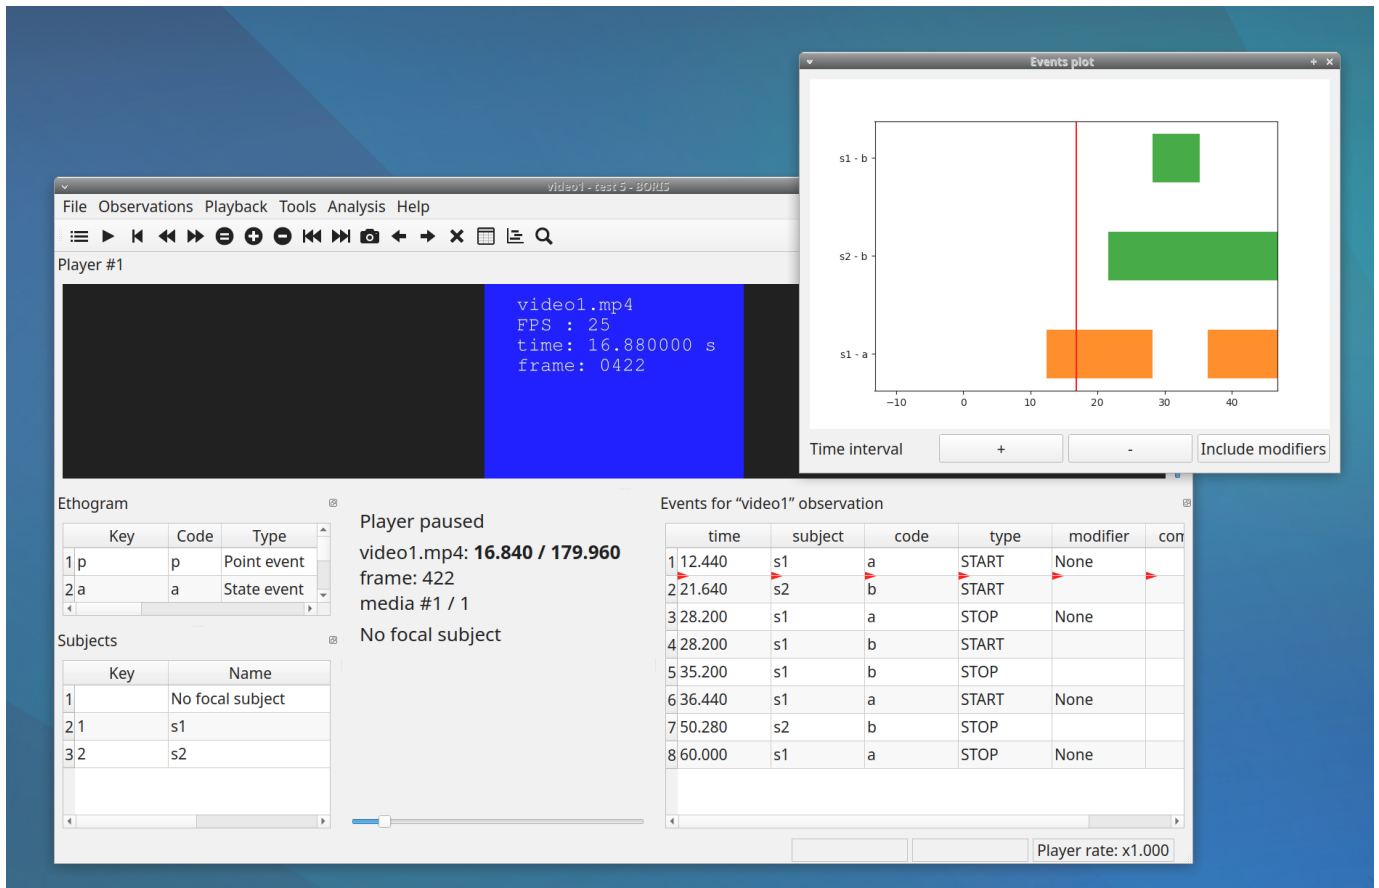 Events plot
s1 - b
s2 - b
s1 - a
−10 0 10 20 30 40
Time interval + - Include modifiers
video1 - test 5 - BORIS
File Observations Playback Tools Analysis Help
Player #1
video1.mp4
FPS : 25
time: 16.880000 s
frame: 0422
Ethogram
Key Code Type
1 p p Point event
2 a a State event
Subjects
Key Name
1 No focal subject
2 1 s1
3 2 s2
Player paused
video1.mp4: 16.840 / 179.960
frame: 422
media #1 / 1
No focal subject
Events for “video1” observation
time subject code type modifier com
1 12.440 s1 a START None
2 21.640 s2 b START
3 28.200 s1 a STOP None
4 28.200 s1 b START
5 35.200 s1 b STOP
6 36.440 s1 a START None
7 50.280 s2 b STOP
8 60.000 s1 a STOP None
Player rate: x1.000